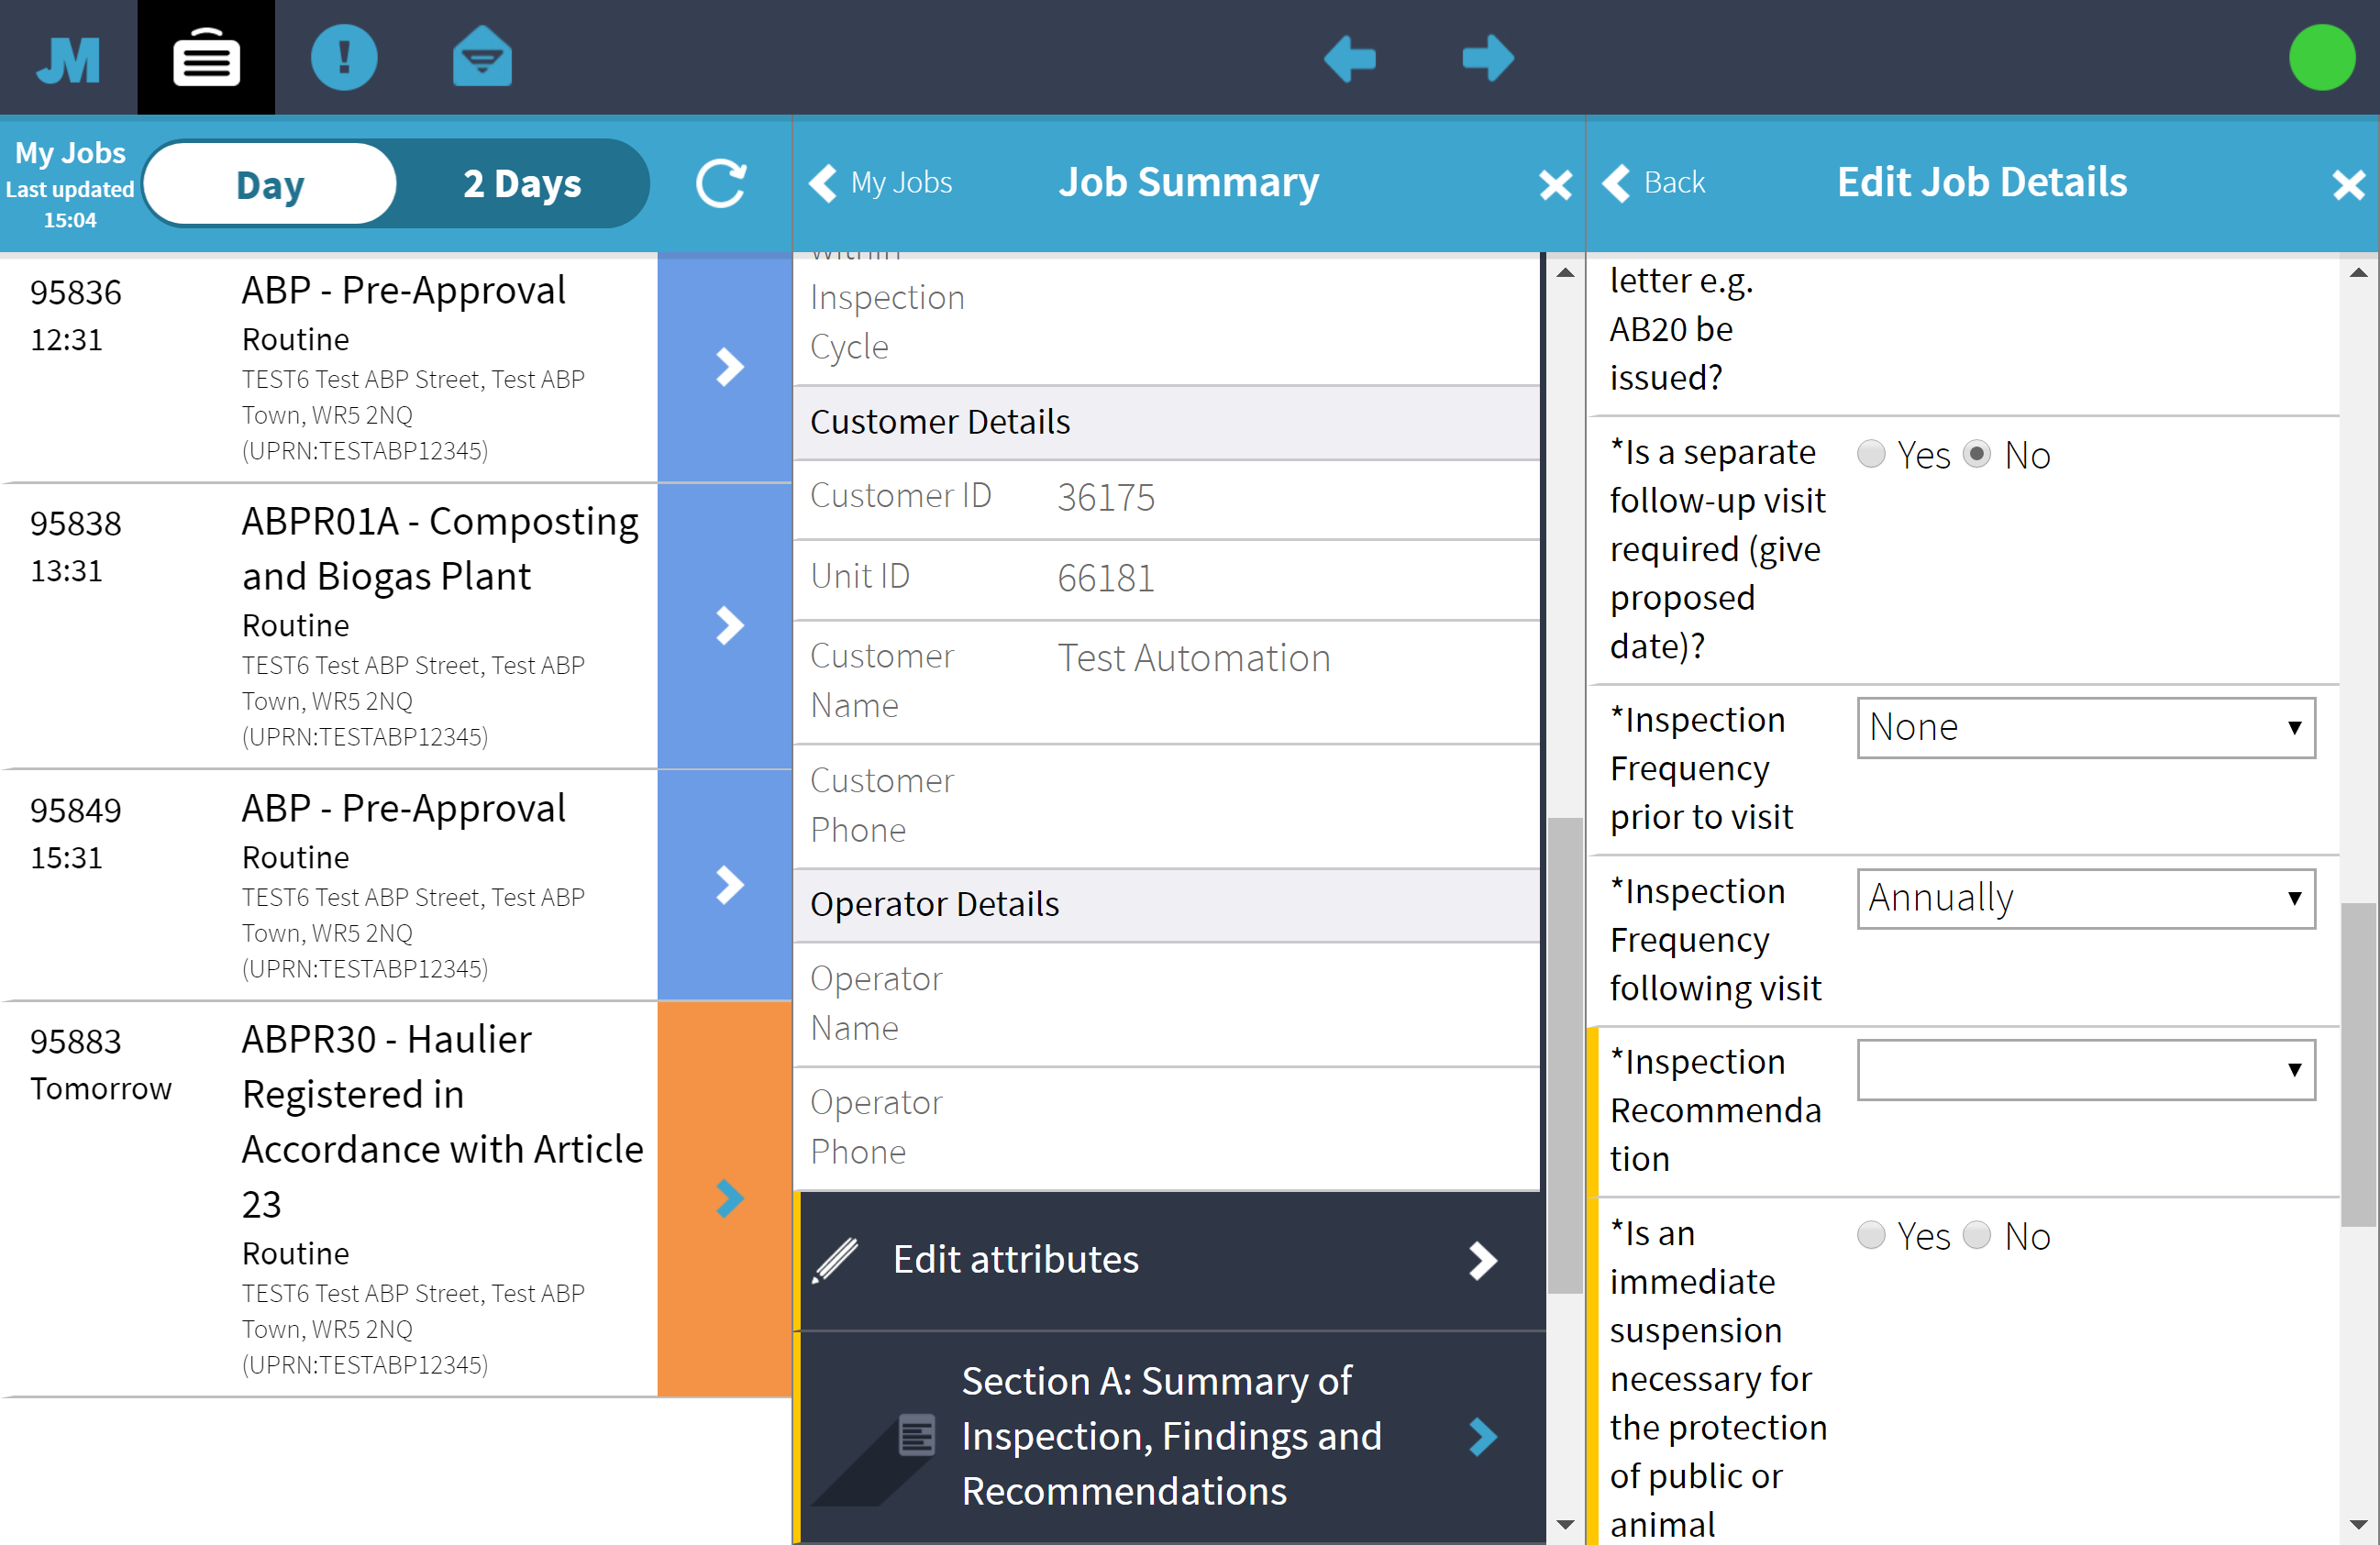 JM
My Jobs
Last updated
15:04
Day
2 Days
My Jobs
Job Summary
Back
Edit Job Details
95836
12:31
ABP - Pre-Approval
Routine
TEST6 Test ABP Street, Test ABP
Town, WR5 2NQ
(UPRN:TESTABP12345)
95838
13:31
ABPR01A - Composting
and Biogas Plant
Routine
TEST6 Test ABP Street, Test ABP
Town, WR5 2NQ
(UPRN:TESTABP12345)
95849
15:31
ABP - Pre-Approval
Routine
TEST6 Test ABP Street, Test ABP
Town, WR5 2NQ
(UPRN:TESTABP12345)
95883
Tomorrow
ABPR30 - Haulier
Registered in
Accordance with Article
23
Routine
TEST6 Test ABP Street, Test ABP
Town, WR5 2NQ
(UPRN:TESTABP12345)
Within
Inspection
Cycle
Customer Details
Customer ID 36175
Unit ID 66181
Customer Test Automation
Name
Customer
Phone
Operator Details
Operator
Name
Operator
Phone
Edit attributes
Section A: Summary of
Inspection, Findings and
Recommendations
letter e.g.
AB20 be
issued?
*Is a separate Yes No
follow-up visit
required (give
proposed
date)?
*Inspection None
Frequency
prior to visit
*Inspection Annually
Frequency
following visit
*Inspection
Recommenda
tion
*Is an Yes No
immediate
suspension
necessary for
the protection
of public or
animal